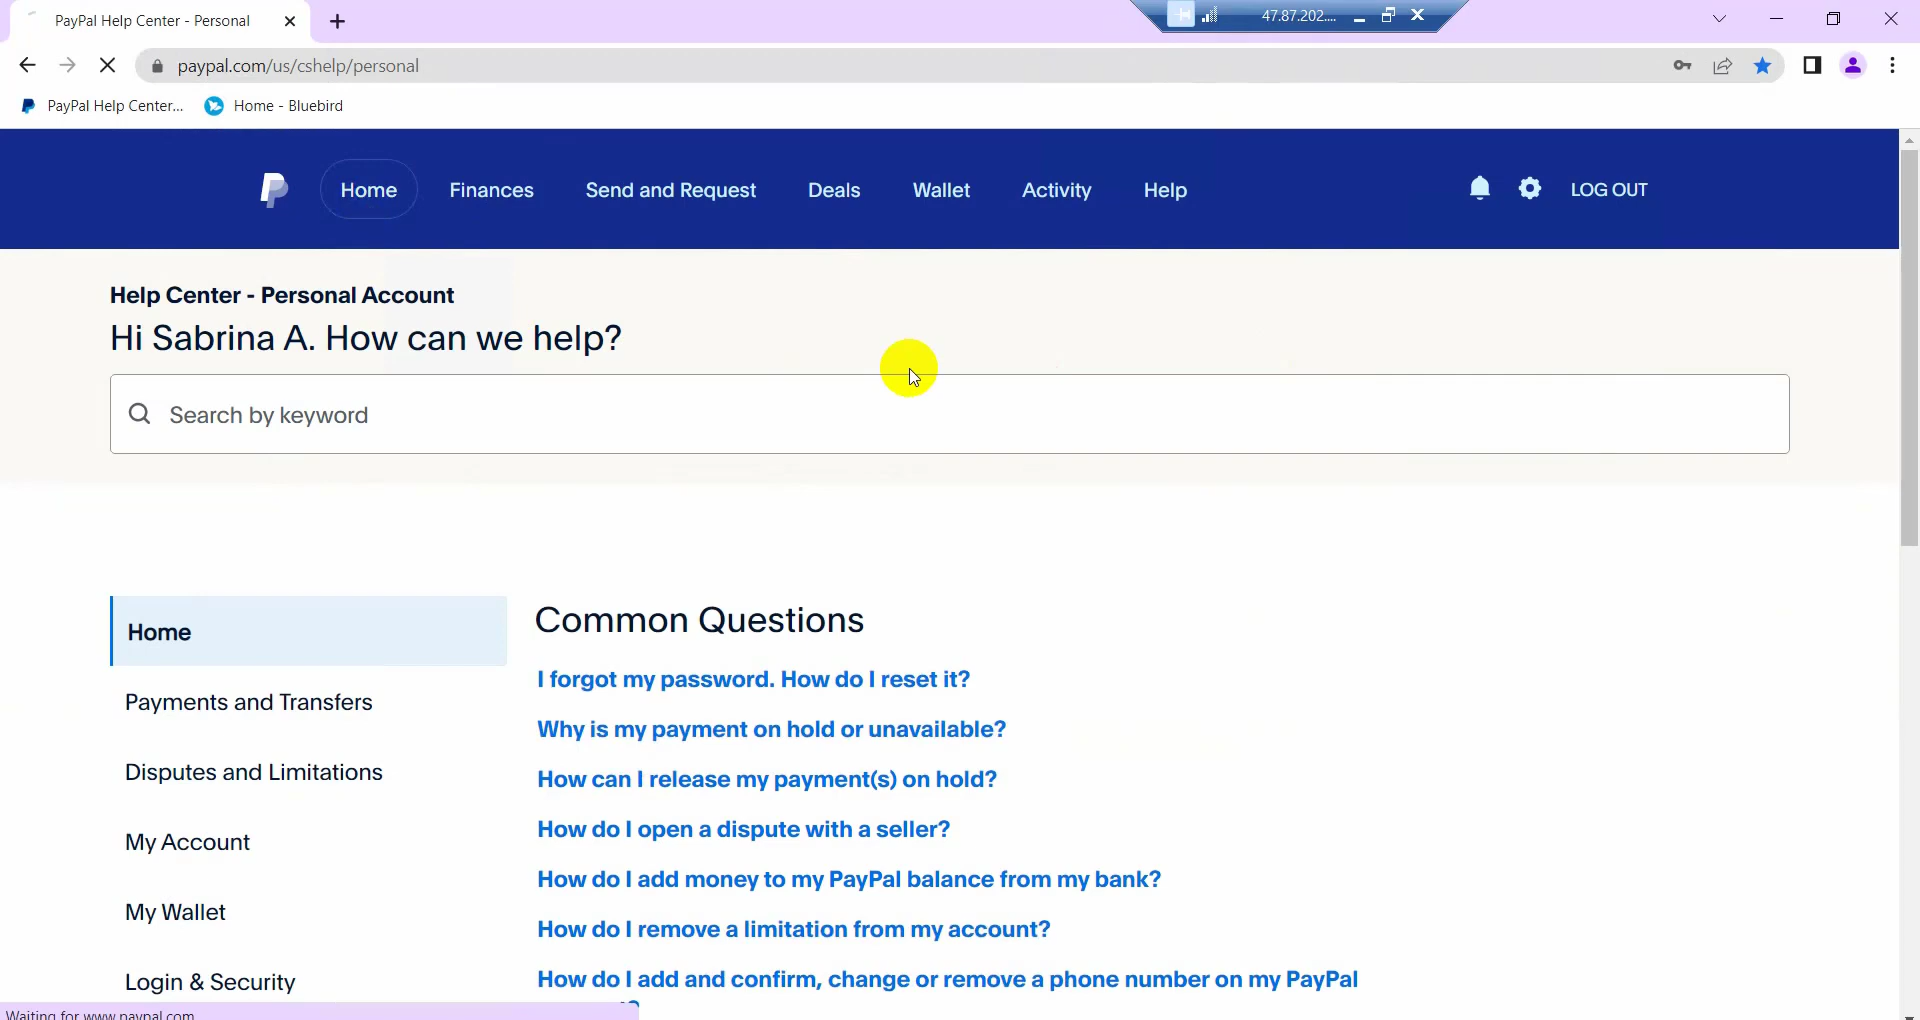 PayPal Help Center - Personal
47.87.202....
paypal.com/us/cshelp/personal
PayPal Help Center... Home - Bluebird
Home Finances Send and Request Deals Wallet Activity Help LOG OUT
Help Center - Personal Account
Hi Sabrina A. How can we help?
Search by keyword
Home
Payments and Transfers
Disputes and Limitations
My Account
My Wallet
Login & Security
Common Questions
I forgot my password. How do I reset it?
Why is my payment on hold or unavailable?
How can I release my payment(s) on hold?
How do I open a dispute with a seller?
How do I add money to my PayPal balance from my bank?
How do I remove a limitation from my account?
How do I add and confirm, change or remove a phone number on my PayPal
Waiting for www.paypal.com